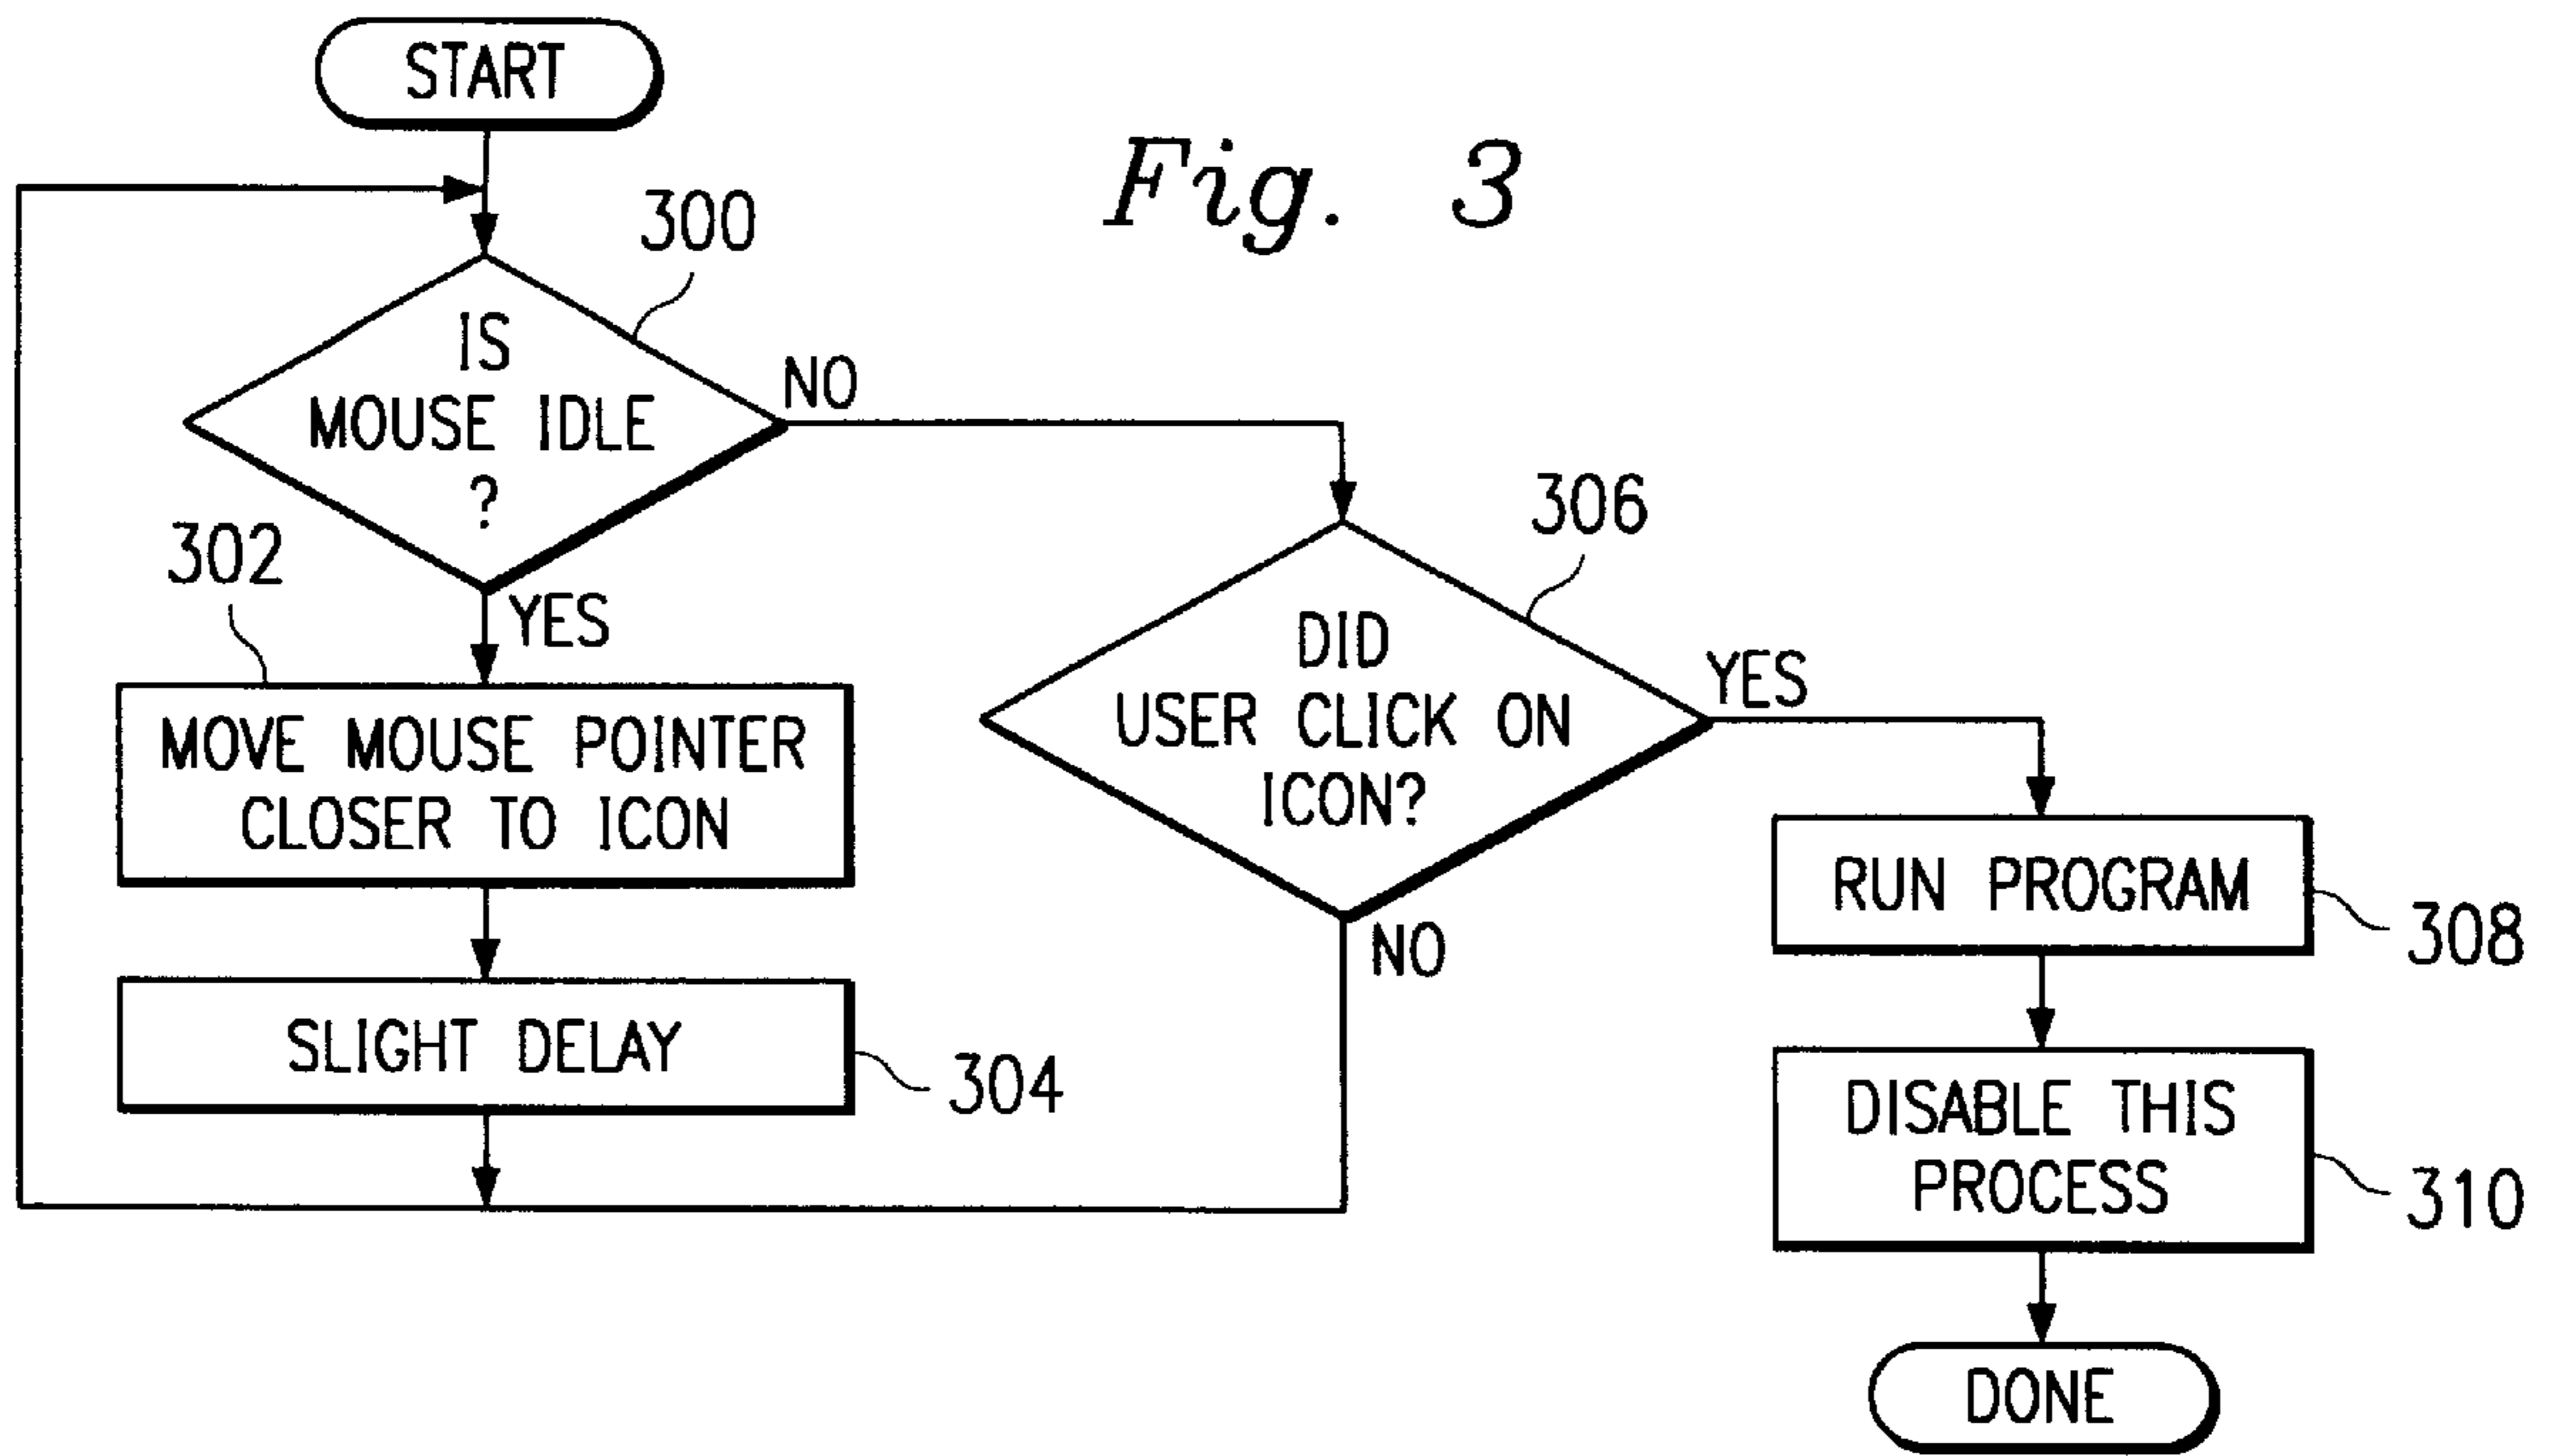 START
Fig. 3
300
IS
MOUSE IDLE
?
NO
302
YES
MOVE MOUSE POINTER
CLOSER TO ICON
SLIGHT DELAY
304
306
DID
USER CLICK ON
ICON?
YES
NO
RUN PROGRAM
308
DISABLE THIS
PROCESS
310
DONE